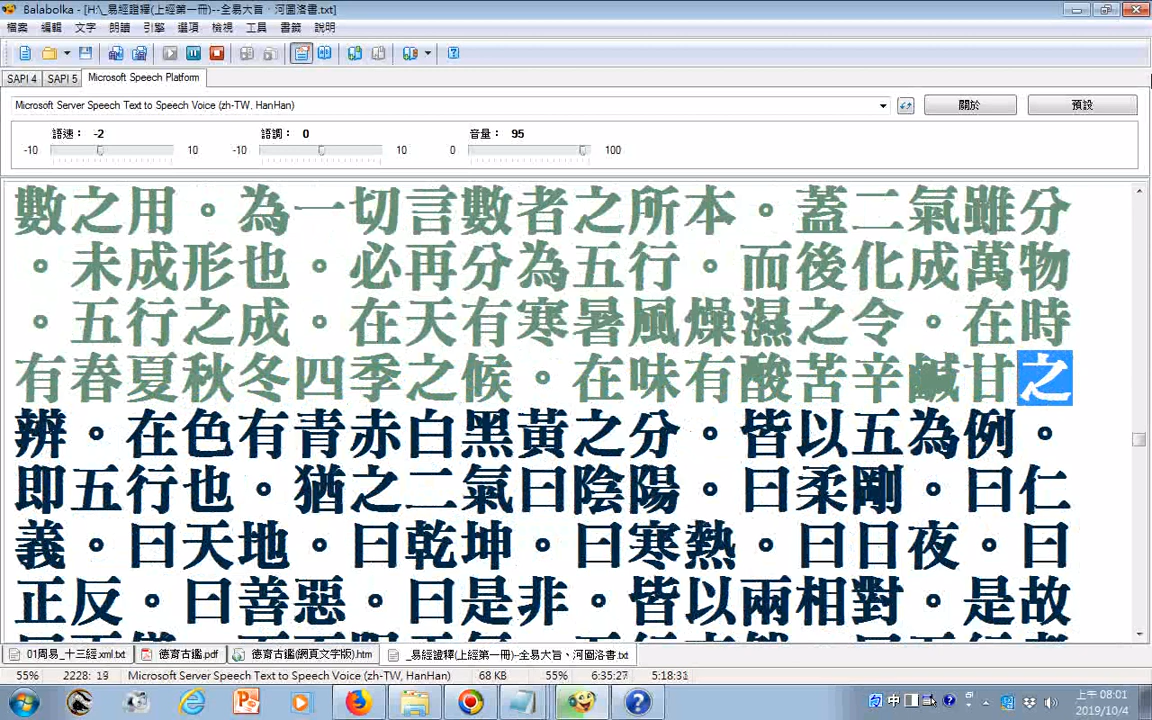 Balabolka - [H:\_易經證釋(上經第一冊)--全易大旨．河圖洛書.txt]
檔案 編輯 文字 朗讀 引擎 選項 檢視 工具 書籤 說明
SAPI 4 SAPI 5 Microsoft Speech Platform
Microsoft Server Speech Text to Speech Voice (zh-TW, HanHan) 關於 預設
語速： -2 語調： 0 音量： 95
-10 10 -10 10 0 100
數之用。為一切言數者之所本。蓋二氣雖分
。未成形也。必再分為五行。而後化成萬物
。五行之成。在天有寒暑風燥濕之令。在時
有春夏秋冬四季之候。在味有酸苦辛鹹甘之
辨。在色有青赤白黑黃之分。皆以五為例。
即五行也。猶之二氣曰陰陽。曰柔剛。曰仁
義。曰天地。曰乾坤。曰寒熱。曰日夜。曰
正反。曰善惡。曰是非。皆以兩相對。是故
01周易_十三經.xml.txt 德育古鑑.pdf 德育古鑑(網頁文字版).htm _易經證釋(上經第一冊)-全易大旨、河圖洛書.txt
55% 2228: 19 Microsoft Server Speech Text to Speech Voice (zh-TW, HanHan) 68 KB 55% 6:35:27 5:18:31
中 上午 08:01
2019/10/4